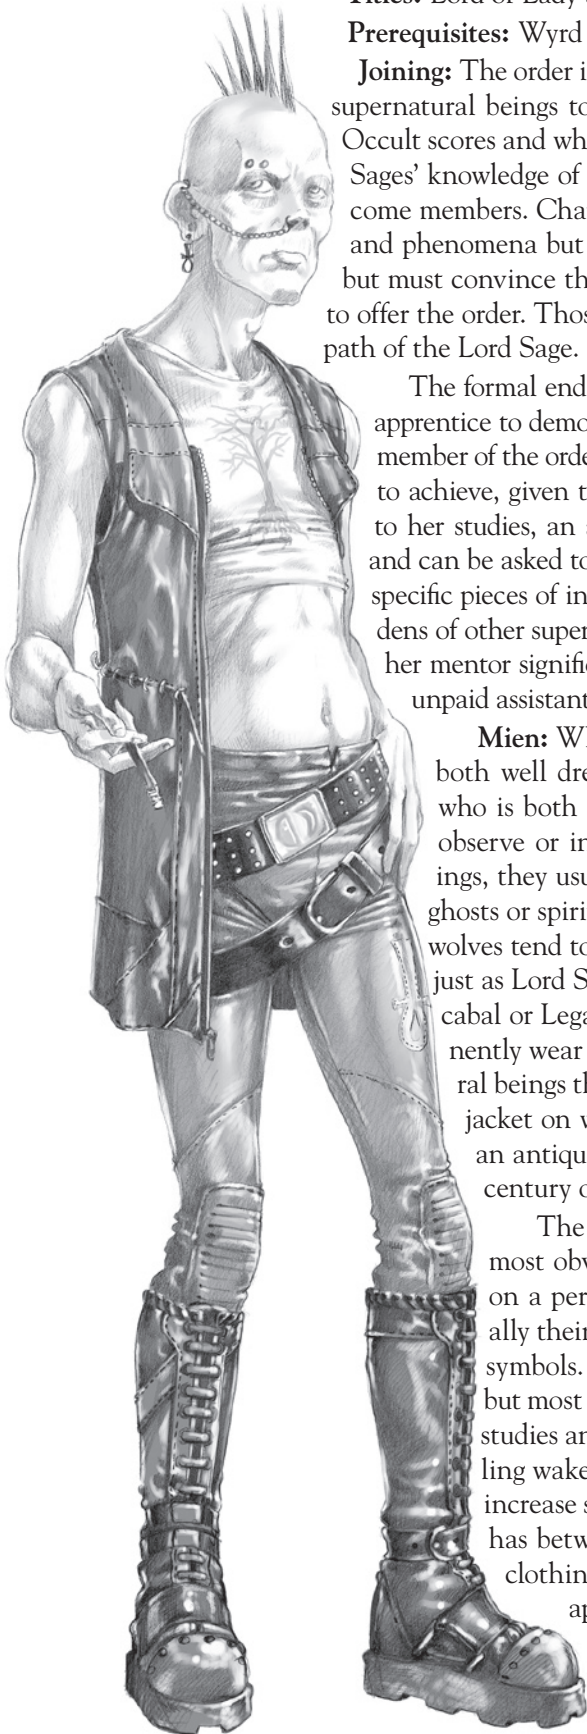 Titles: Lord or Lady
Prerequisites: Wyrd
Joining: The order i
supernatural beings to
Occult scores and wh
Sages' knowledge of
come members. Cha
and phenomena but
but must convince th
to offer the order. Thos
path of the Lord Sage.
The formal end
apprentice to demo
member of the orde
to achieve, given t
to her studies, an
and can be asked to
specific pieces of in
dens of other super
her mentor signific
unpaid assistant
Mien: W
both well dre
who is both
observe or in
ings, they usu
ghosts or spiri
wolves tend to
just as Lord S
cabal or Lega
nently wear
ral beings th
jacket on w
an antiqu
century o
The
most obv
on a per
ally their
symbols.
but most
studies an
ling wake
increase s
has betw
clothin
ap